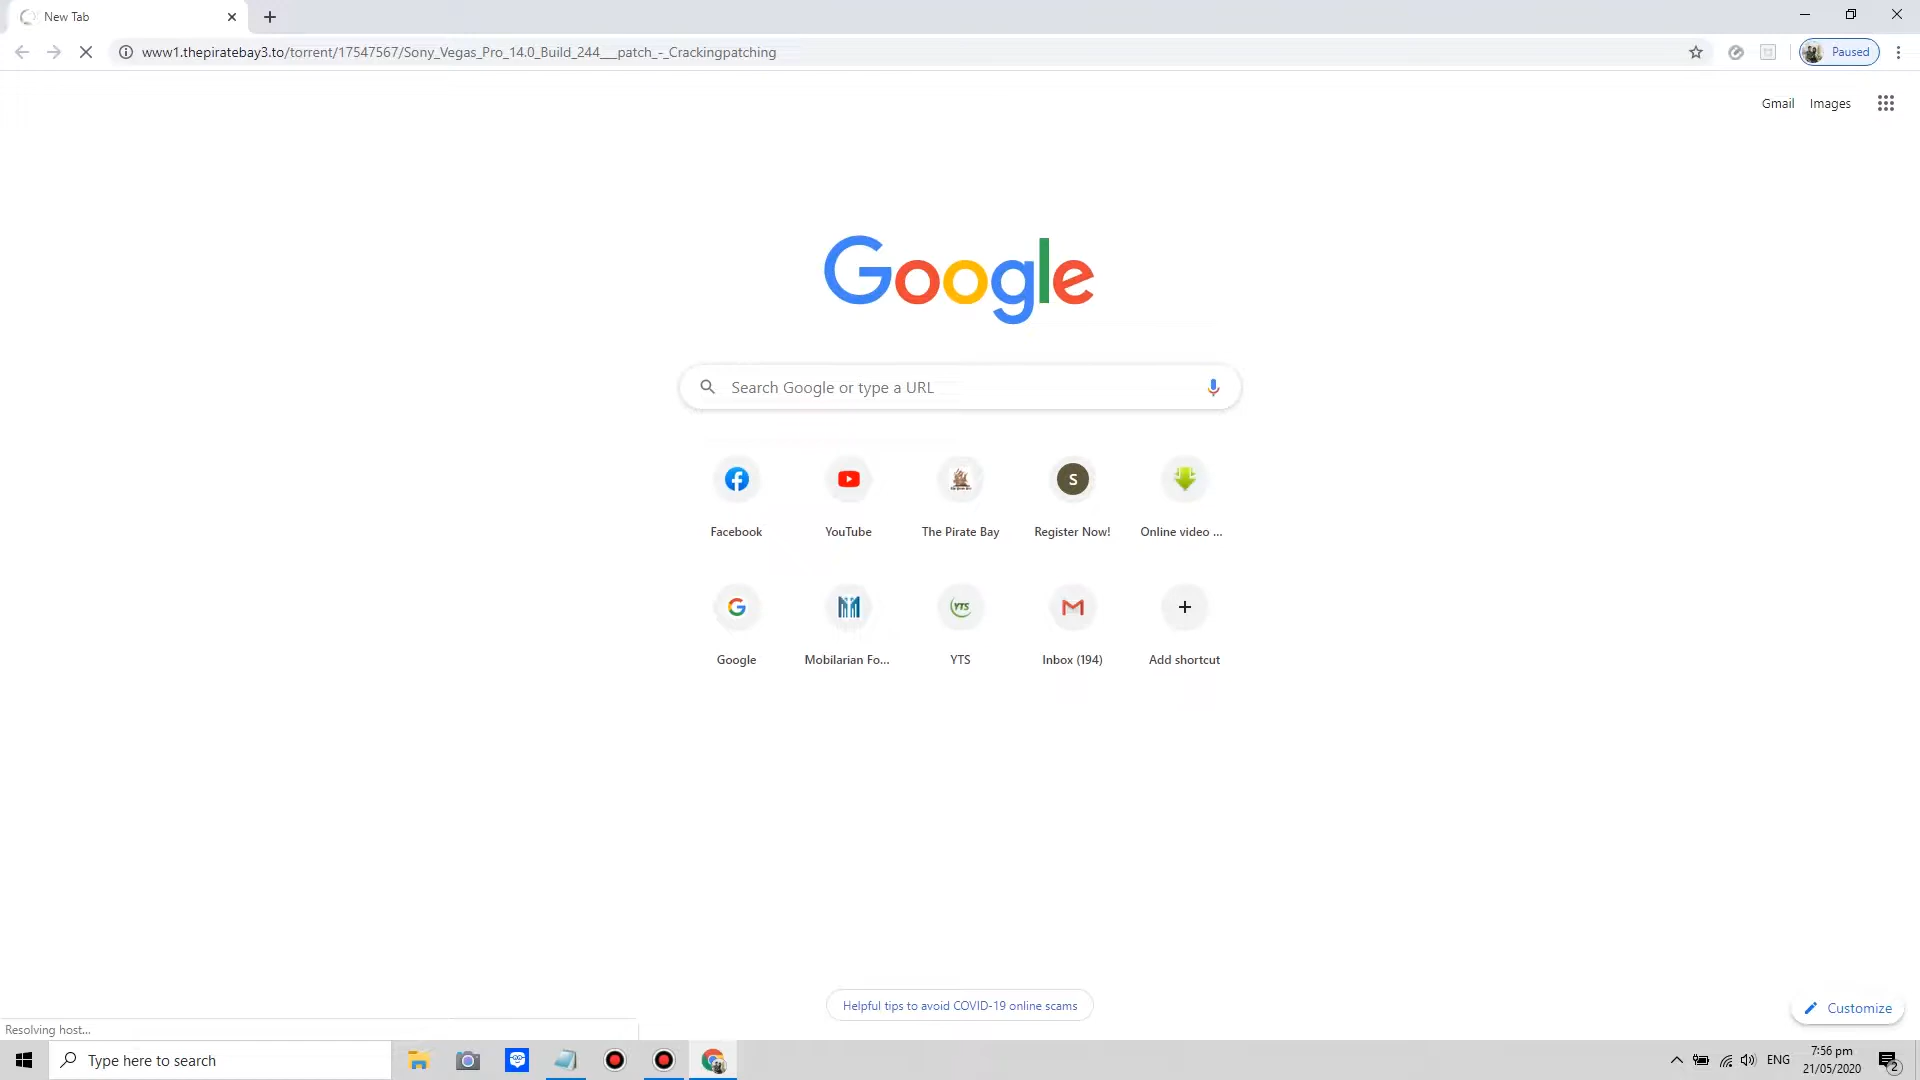 New Tab
www1.thepiratebay3.to/torrent/17547567/Sony_Vegas_Pro_14.0_Build_244___patch_-_Crackingpatching
Paused
Gmail Images
Google
Search Google or type a URL
S
Facebook YouTube The Pirate Bay Register Now! Online video ...
YTS
Google Mobilarian Fo... YTS Inbox (194) Add shortcut
Helpful tips to avoid COVID-19 online scams
Customize
Resolving host...
Type here to search
ENG
7:56 pm
21/05/2020
2